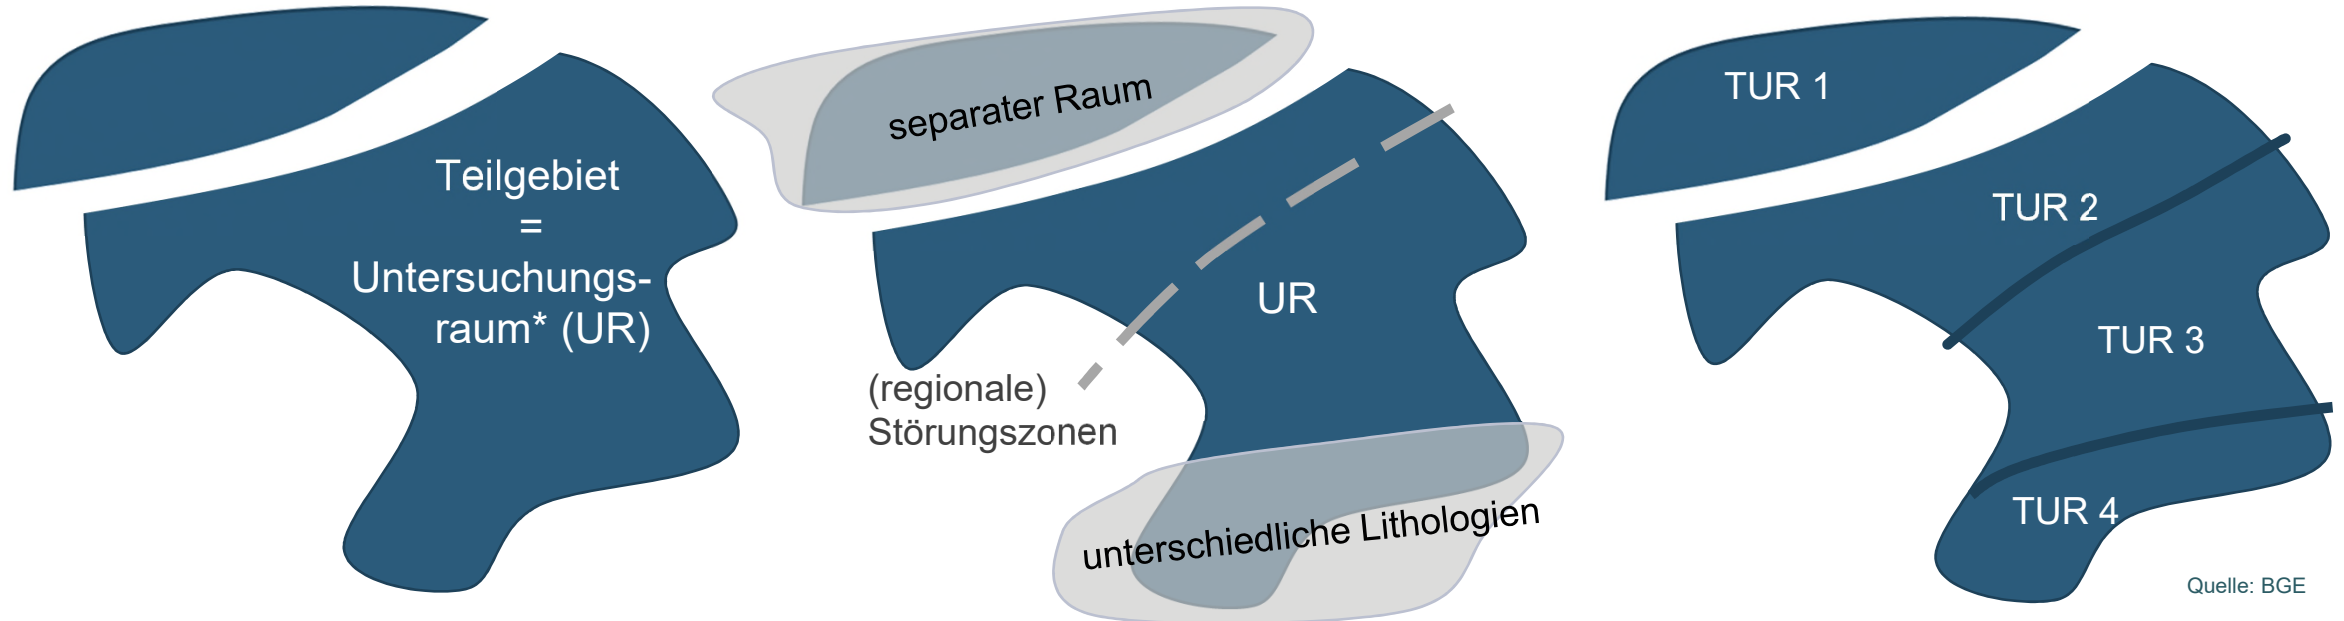 Teilgebiet
=
Untersuchungs-
raum* (UR)
separater Raum
UR
(regionale)
Störungszonen
unterschiedliche Lithologien
TUR 1
TUR 2
TUR 3
TUR 4
Quelle: BGE